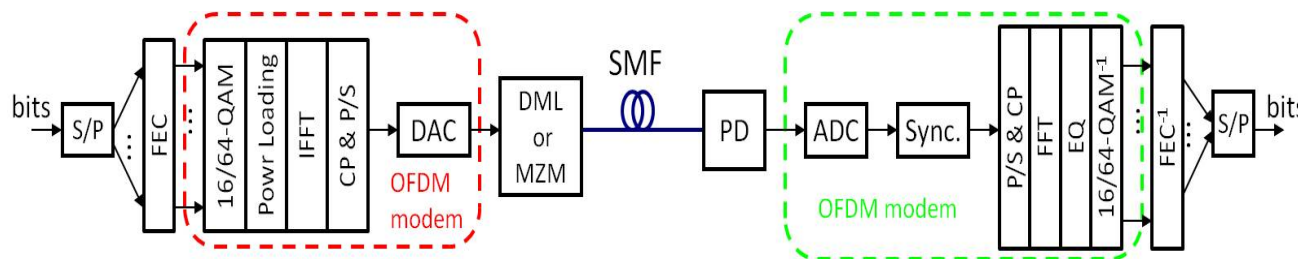 bits
S/P
...
FEC
...
16/64-QAM
Powr Loading
IFFT
CP & P/S
DAC
OFDM
modem
DML
or
MZM
SMF
PD
ADC
Sync.
OFDM modem
P/S & CP
FFT
EQ
16/64-QAM⁻¹
...
FEC⁻¹
...
S/P
bits